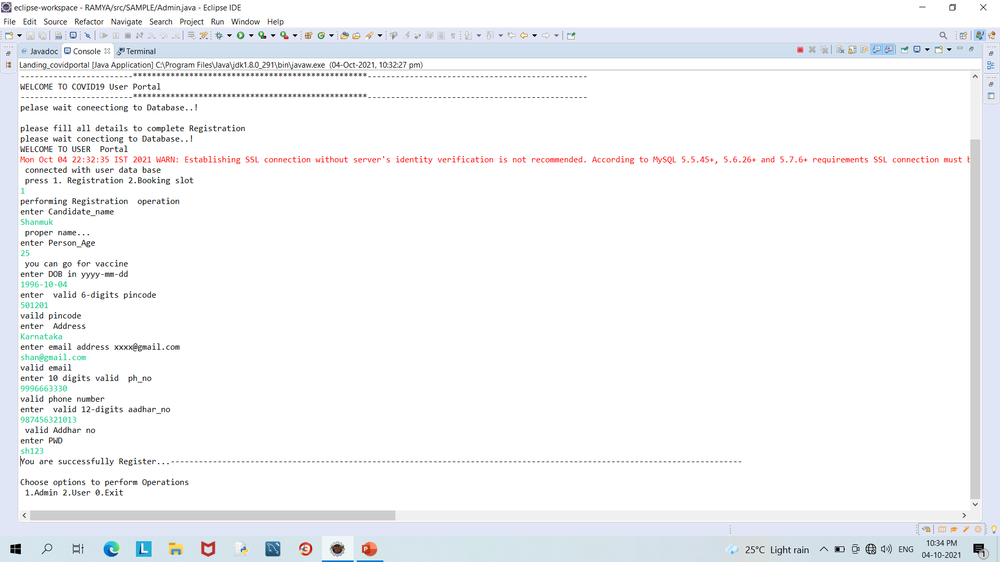 eclipse-workspace - RAMYA/src/SAMPLE/Admin.java - Eclipse IDE
File Edit Source Refactor Navigate Search Project Run Window Help
@ Javadoc Console Terminal
Landing_covidportal [Java Application] C:\Program Files\Java\jdk1.8.0_291\bin\javaw.exe (04-Oct-2021, 10:32:27 pm)
------------------------**************************************************-----------------------------------------------
WELCOME TO COVID19 User Portal
------------------------**************************************************-----------------------------------------------
pelase wait coneectiong to Database..!
please fill all details to complete Registration
please wait conectiong to Database..!
WELCOME TO USER  Portal
Mon Oct 04 22:32:35 IST 2021 WARN: Establishing SSL connection without server's identity verification is not recommended. According to MySQL 5.5.45+, 5.6.26+ and 5.7.6+ requirements SSL connection must b
connected with user data base
press 1. Registration 2.Booking slot
1
performing Registration  operation
enter Candidate_name
Shanmuk
proper name...
enter Person_Age
25
you can go for vaccine
enter DOB in yyyy-mm-dd
1996-10-04
enter  valid 6-digits pincode
501201
vaild pincode
enter  Address
Karnataka
enter email address xxxx@gmail.com
shan@gmail.com
valid email
enter 10 digits valid  ph_no
9996663330
valid phone number
enter  valid 12-digits aadhar_no
987456321013
valid Addhar no
enter PWD
sh123
You are successfully Register...--------------------------------------------------------------------------------------------------------------------------
Choose options to perform Operations
1.Admin 2.User 0.Exit
25°C Light rain ENG
10:34 PM
04-10-2021
1